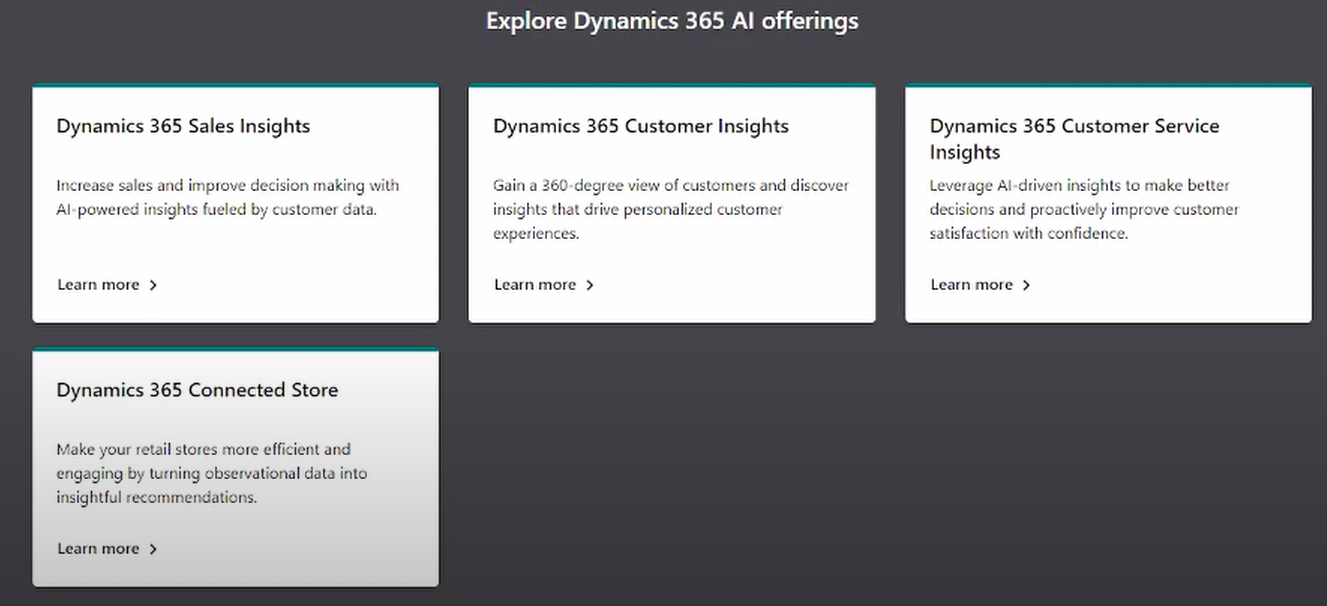 Explore Dynamics 365 AI offerings
Dynamics 365 Sales Insights
Increase sales and improve decision making with
AI-powered insights fueled by customer data.
Learn more
Dynamics 365 Customer Insights
Gain a 360-degree view of customers and discover
insights that drive personalized customer
experiences.
Learn more
Dynamics 365 Customer Service
Insights
Leverage AI-driven insights to make better
decisions and proactively improve customer
satisfaction with confidence.
Learn more
Dynamics 365 Connected Store
Make your retail stores more efficient and
engaging by turning observational data into
insightful recommendations.
Learn more